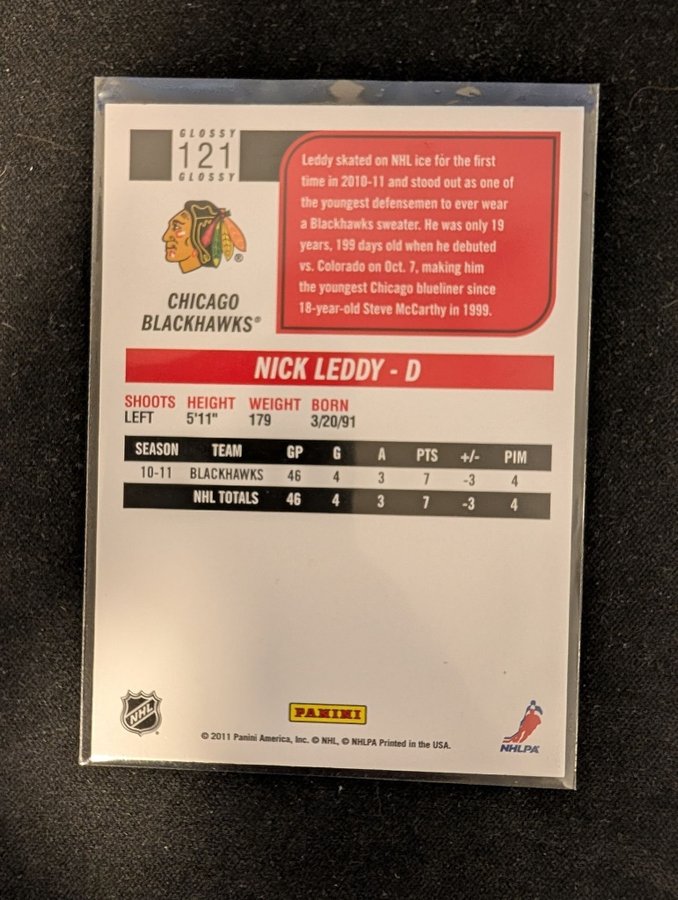 GLOSSY
121
GLOSSY
Leddy skated on NHL ice for the first
time in 2010-11 and stood out as one of
the youngest defensemen to ever wear
a Blackhawks sweater. He was only 19
years, 199 days old when he debuted
vs. Colorado on Oct. 7, making him
the youngest Chicago blueliner since
18-year-old Steve McCarthy in 1999.
®
CHICAGO
BLACKHAWKS®
NICK LEDDY - D
SHOOTS HEIGHT WEIGHT BORN
LEFT 5'11" 179 3/20/91
SEASON TEAM GP G A PTS +/- PIM
10-11 BLACKHAWKS 46 4 3 7 -3 4
NHL TOTALS 46 4 3 7 -3 4
NHL
PANINI
© 2011 Panini America, Inc. © NHL, © NHLPA Printed in the USA.
NHLPA